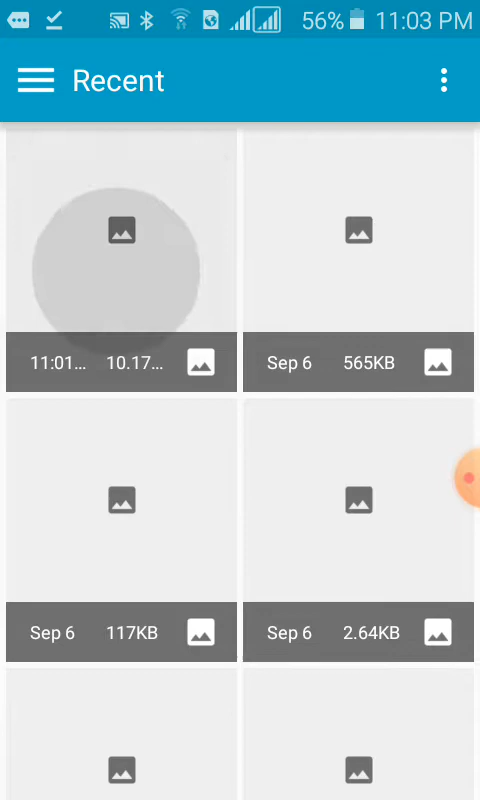 56% 11:03 PM
Recent
11:01... 10.17...
Sep 6 565KB
Sep 6 117KB
Sep 6 2.64KB